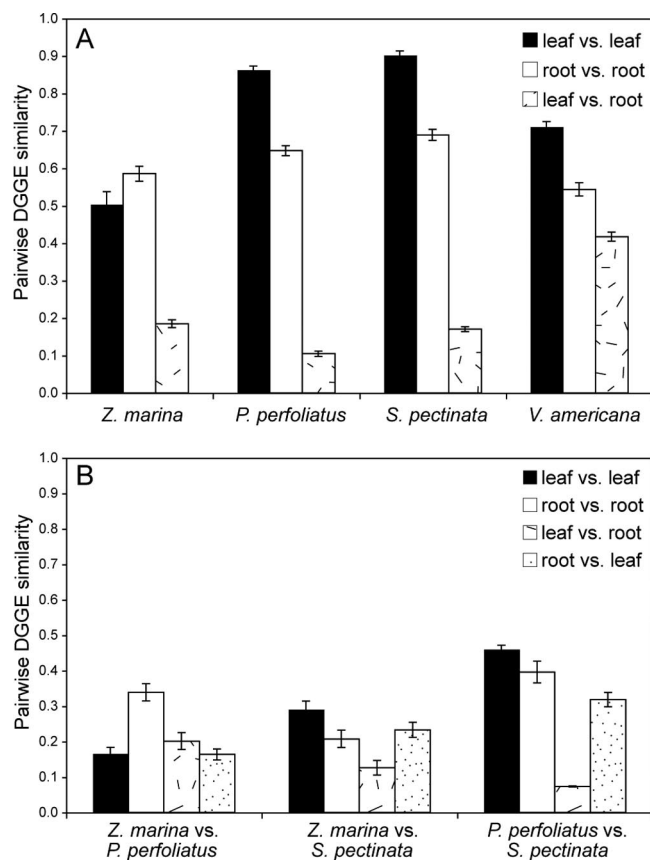 A
leaf vs. leaf
root vs. root
leaf vs. root
Pairwise DGGE similarity
1.0
0.9
0.8
0.7
0.6
0.5
0.4
0.3
0.2
0.1
0.0
Z. marina
P. perfoliatus
S. pectinata
V. americana
B
leaf vs. leaf
root vs. root
leaf vs. root
root vs. leaf
Pairwise DGGE similarity
1.0
0.9
0.8
0.7
0.6
0.5
0.4
0.3
0.2
0.1
0.0
Z. marina vs.
P. perfoliatus
Z. marina vs.
S. pectinata
P. perfoliatus vs.
S. pectinata